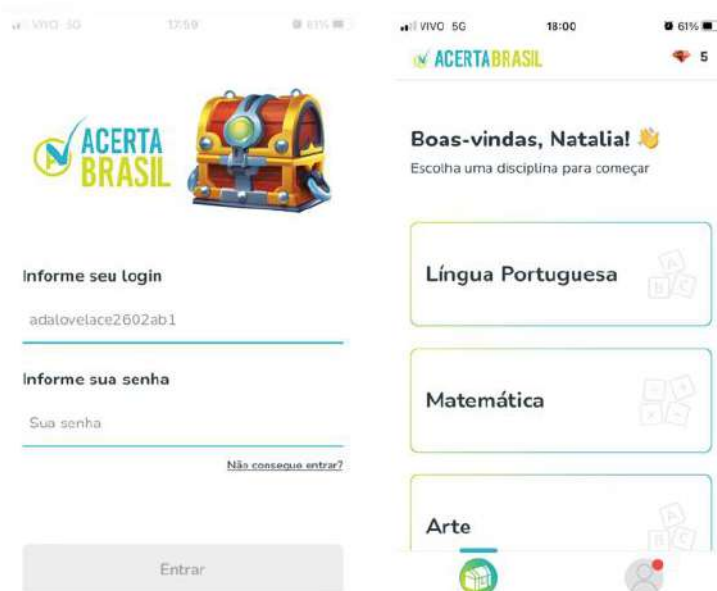 VIVO 5G 17:59 61%
ACERTA
BRASIL
Informe seu login
adalovelace2602ab1
Informe sua senha
Sua senha
Não consegue entrar?
Entrar
VIVO 5G 18:00 61%
ACERTABRASIL 5
Boas-vindas, Natalia! 👋
Escolha uma disciplina para começar
Língua Portuguesa
A
B C
Matemática
Arte
A
B C